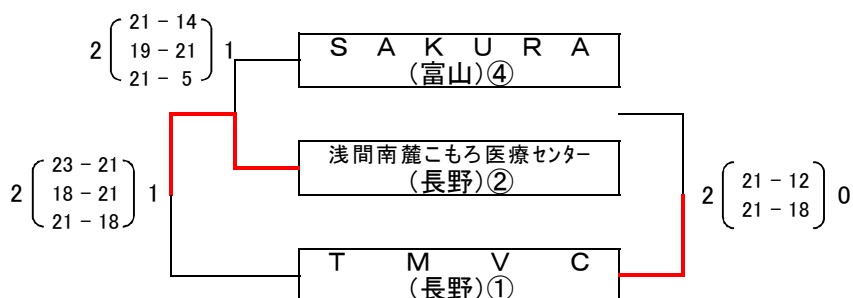 2 21 - 14 19 - 21 21 - 5 1
ＳＡＫＵＲＡ
(富山)④
浅間南麓こもろ医療センター
(長野)②
2 23 - 21 18 - 21 21 - 18 1
2 21 - 12 21 - 18 0
ＴＭＶＣ
(長野)①